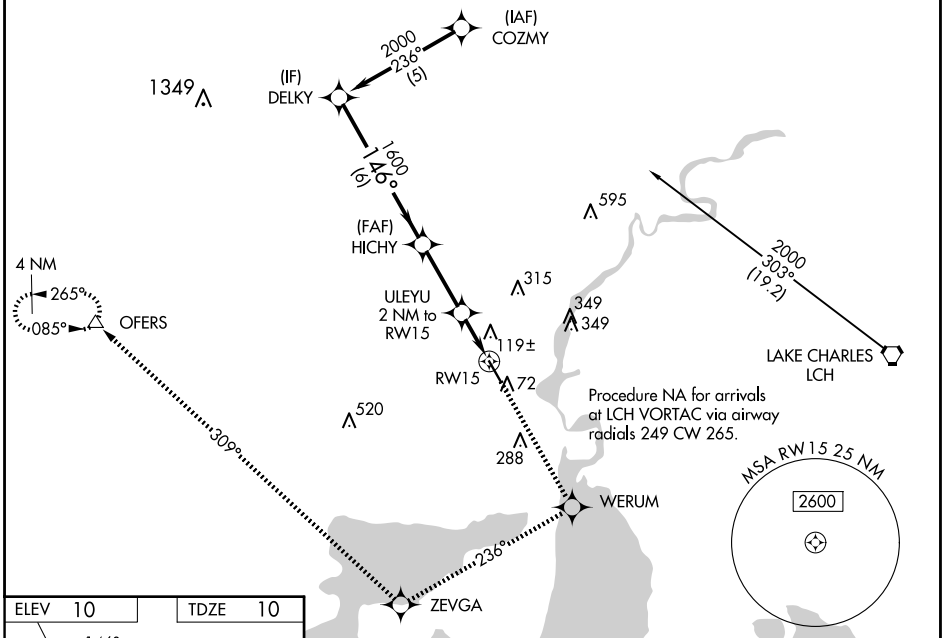 (IAF)
COZMY
2000
236°
(5)
(IF)
DELKY
1349
1600
146°
(6)
595
(FAF)
HICHY
2000
303°
(19.2)
4 NM
265°
085°
OFERS
315
ULEYU
2 NM to
RW15
349
349
119±
RW15
72
LAKE CHARLES
LCH
Procedure NA for arrivals
at LCH VORTAC via airway
radials 249 CW 265.
520
309°
288
MSA RW15 25 NM
2600
WERUM
236°
ZEVGA
ELEV 10
TDZE 10